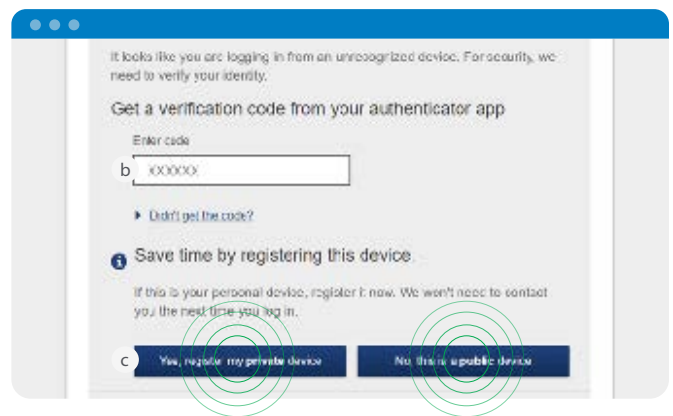 It looks like you are logging in from an unrecognized device. For security, we
need to verify your identity.
Get a verification code from your authenticator app
Enter code
b XXXXXX
Didn't get the code?
Save time by registering this device
If this is your personal device, register it now. We won't need to contact
you the next time you log in.
c Yes, register my private device No, this is a public device